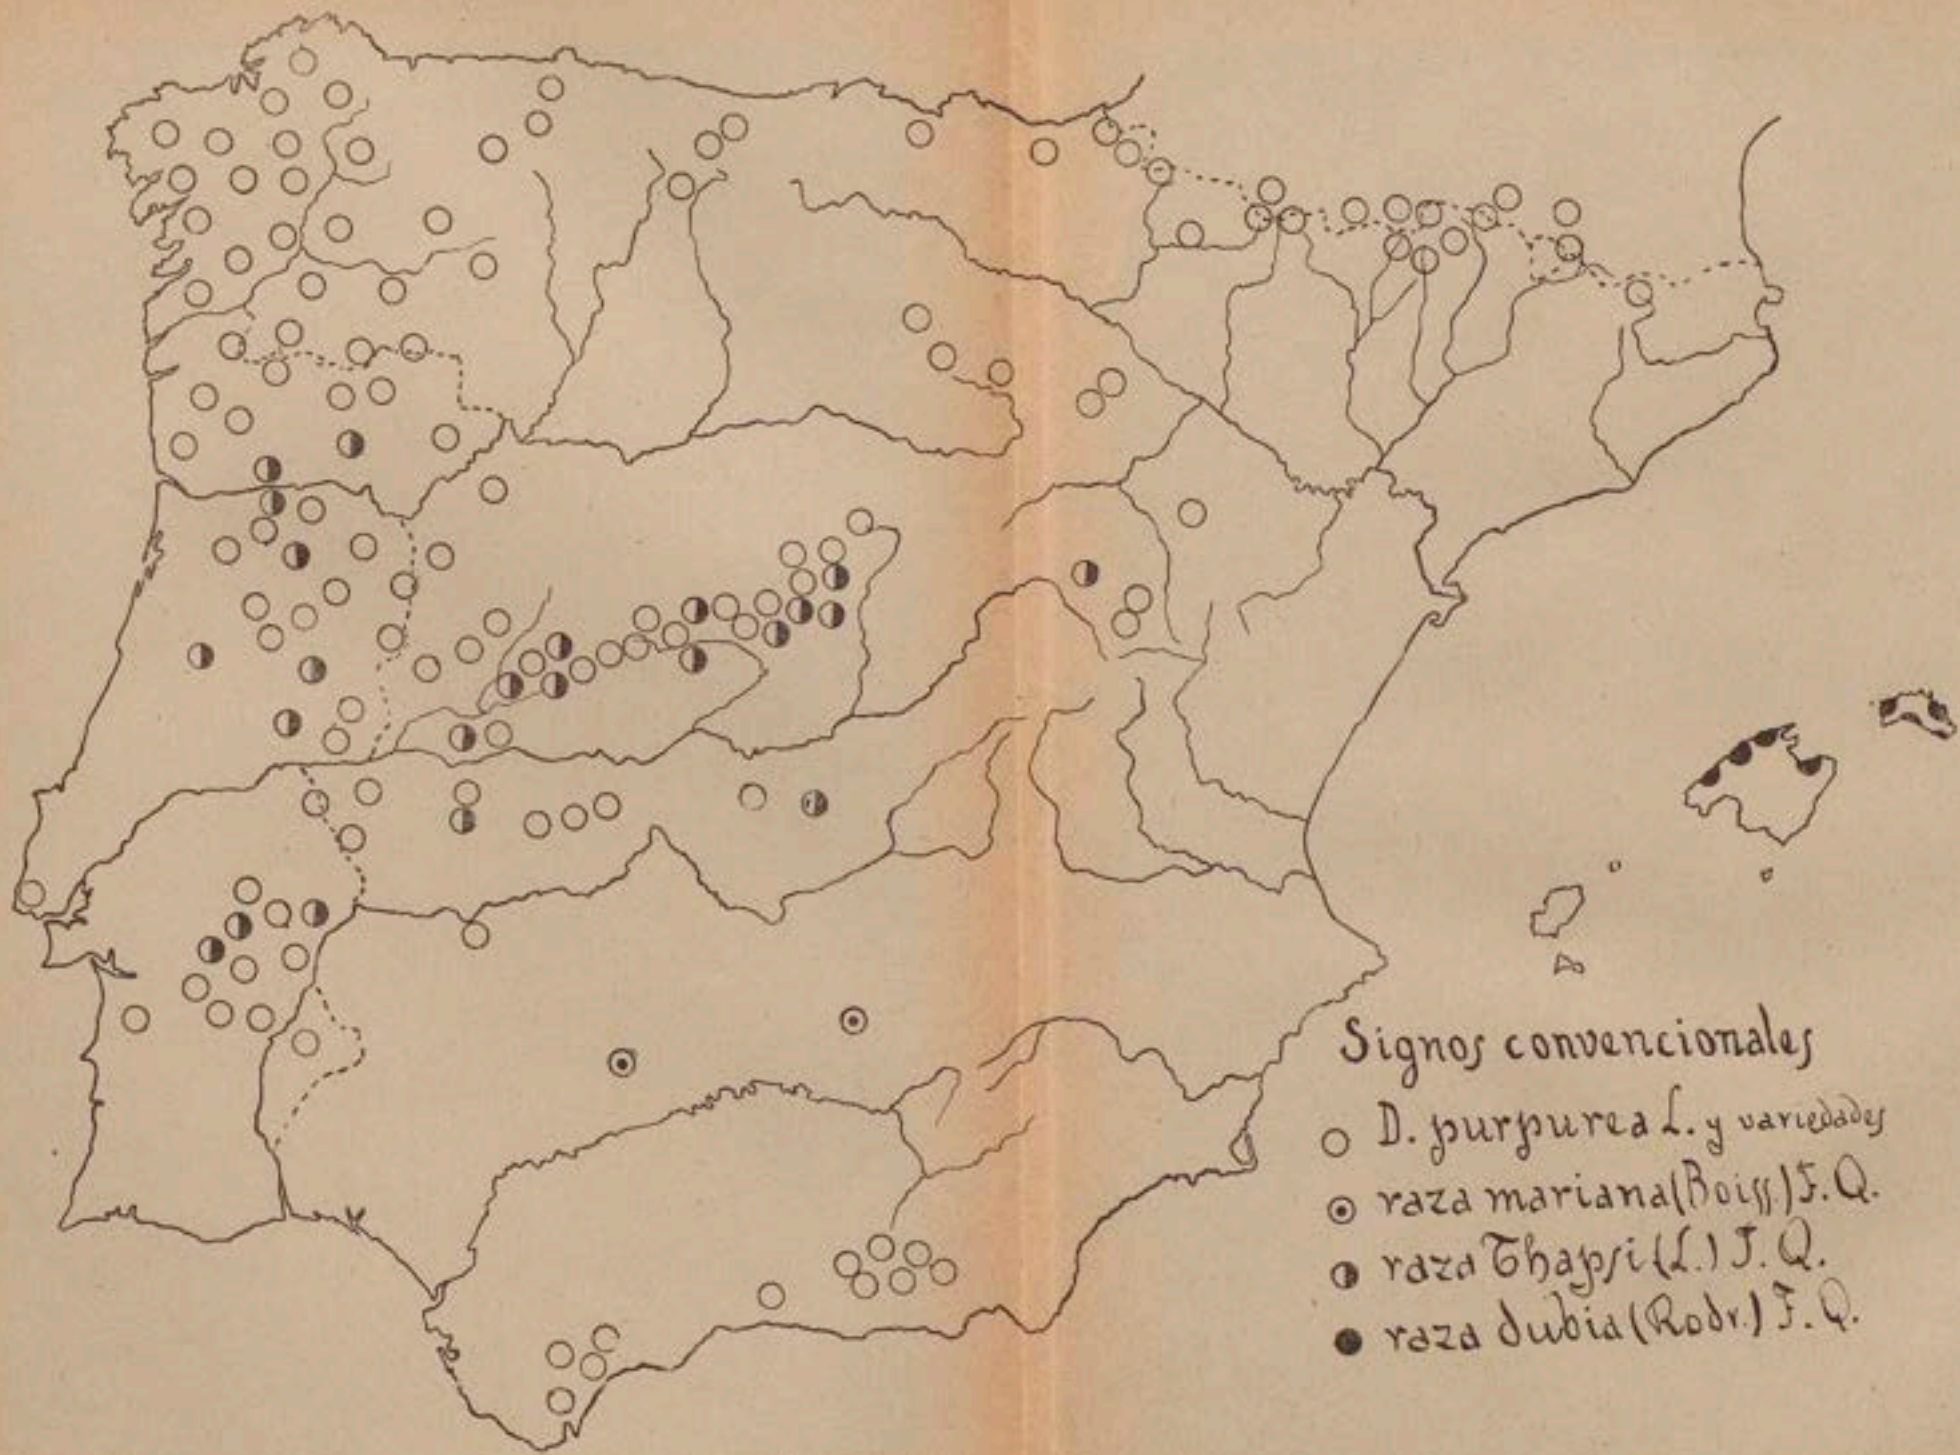 Signos convencionales
D. purpurea L. y variedades
raza mariana (Boiss.) F. Q.
raza Thapsi (L.) F. Q.
raza dubia (Rodr.) F. Q.